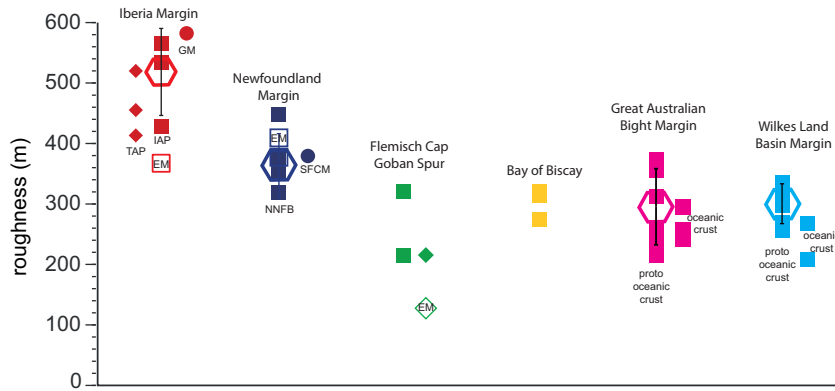 Iberia Margin
600
GM
500
Newfoundland
Margin
Great Australian
Bight Margin
Wilkes Land
Basin Margin
400
TAP
IAP
EM
EM
SFCM
Flemisch Cap
Goban Spur
Bay of Biscay
roughness (m)
300
NNFB
oceanic
crust
oceanic
crust
200
proto
oceanic
crust
proto
oceanic
crust
EM
100
0